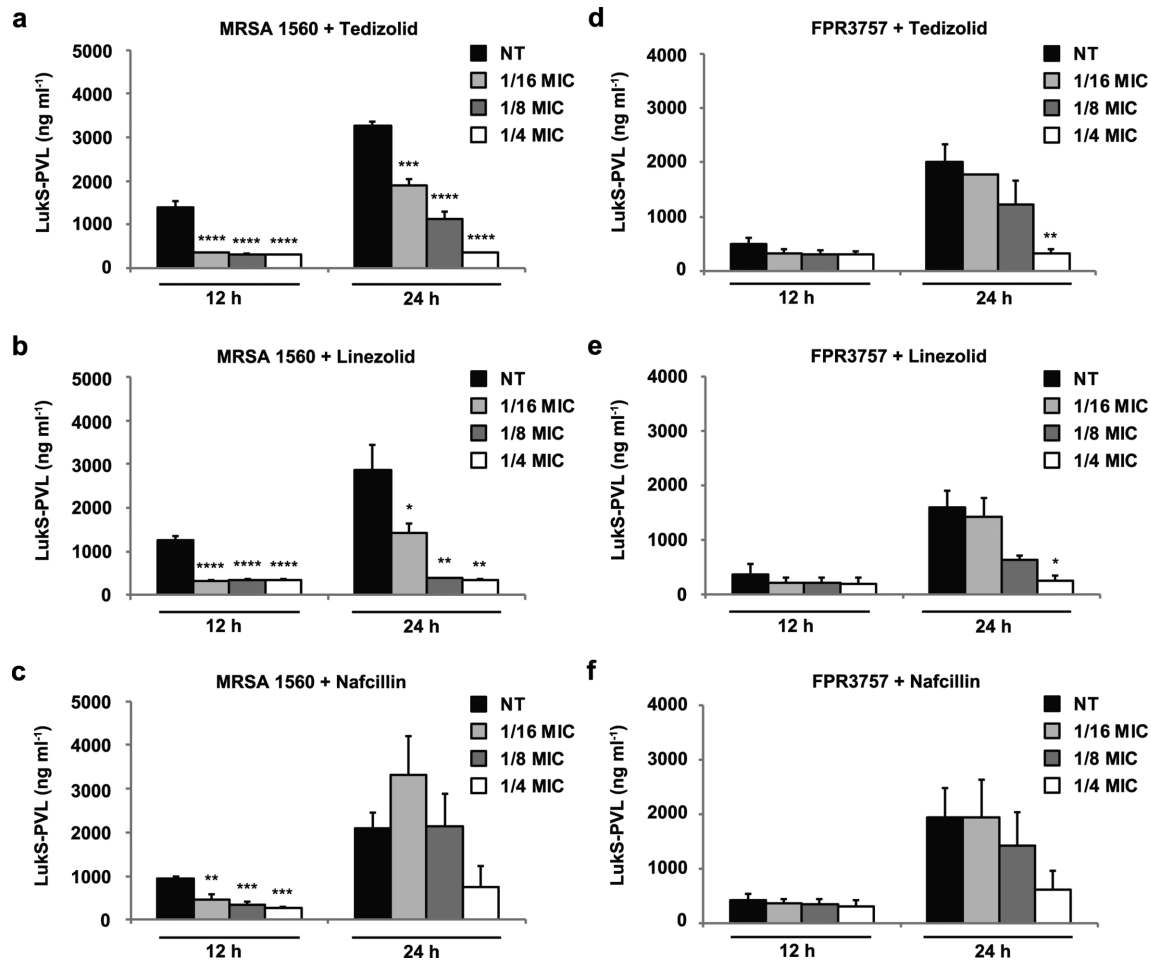 a
MRSA 1560 + Tedizolid
LukS-PVL (ng ml⁻¹)
5000
4000
3000
2000
1000
0
NT
1/16 MIC
1/8 MIC
1/4 MIC
**** **** ****
***
****
****
12 h
24 h
b
MRSA 1560 + Linezolid
LukS-PVL (ng ml⁻¹)
5000
4000
3000
2000
1000
0
NT
1/16 MIC
1/8 MIC
1/4 MIC
**** **** ****
*
** **
12 h
24 h
c
MRSA 1560 + Nafcillin
LukS-PVL (ng ml⁻¹)
5000
4000
3000
2000
1000
0
NT
1/16 MIC
1/8 MIC
1/4 MIC
**
***
***
12 h
24 h
d
FPR3757 + Tedizolid
LukS-PVL (ng ml⁻¹)
4000
3000
2000
1000
0
NT
1/16 MIC
1/8 MIC
1/4 MIC
**
12 h
24 h
e
FPR3757 + Linezolid
LukS-PVL (ng ml⁻¹)
4000
3000
2000
1000
0
NT
1/16 MIC
1/8 MIC
1/4 MIC
*
12 h
24 h
f
FPR3757 + Nafcillin
LukS-PVL (ng ml⁻¹)
4000
3000
2000
1000
0
NT
1/16 MIC
1/8 MIC
1/4 MIC
12 h
24 h